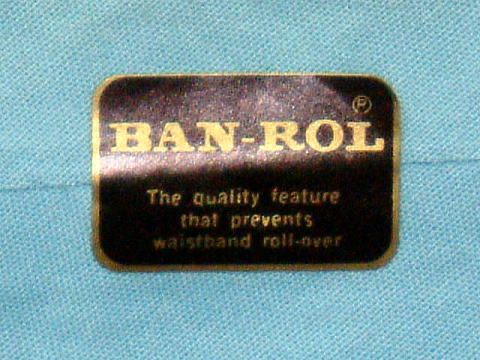 BAN-ROL®
The quality feature
that prevents
waistband roll-over